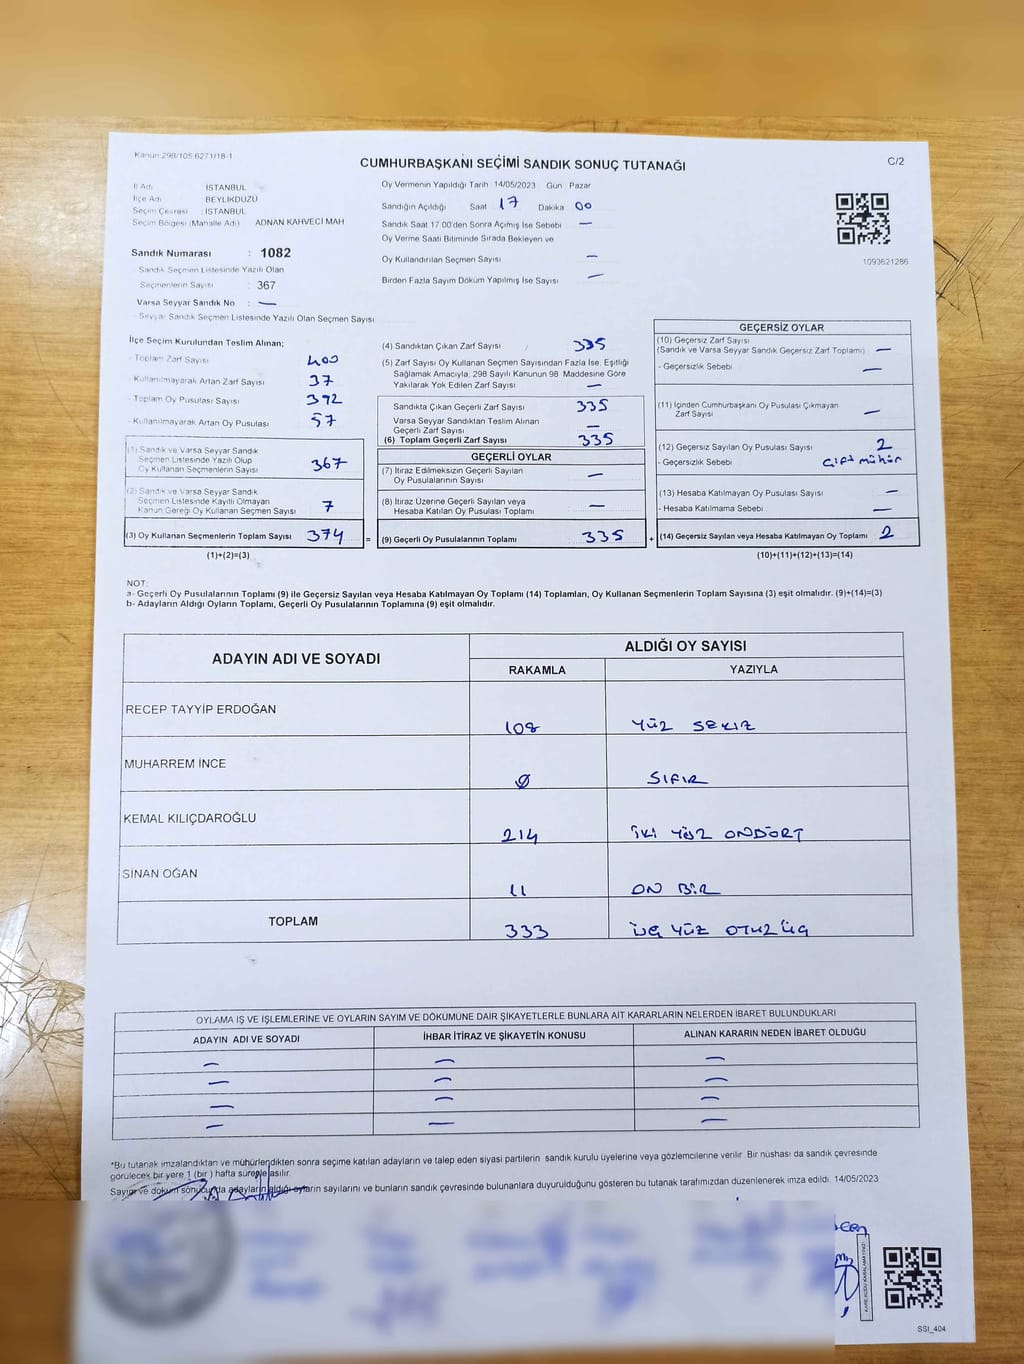 Kanun:298/105 6271/18-1
CUMHURBAŞKANI SEÇİMİ SANDIK SONUÇ TUTANAĞI
C/2
İl Adı : İSTANBUL
İlçe Adı : BEYLİKDÜZÜ
Seçim Çevresi : İSTANBUL
Seçim Bölgesi (Mahalle Adı) : ADNAN KAHVECİ MAH
Oy Vermenin Yapıldığı Tarih 14/05/2023 Gün Pazar
Sandığın Açıldığı Saat 17 Dakika 00
Sandık Saat 17:00'den Sonra Açılmış İse Sebebi —
Oy Verme Saati Bitiminde Sırada Bekleyen ve
Oy Kullandırılan Seçmen Sayısı —
Birden Fazla Sayım Döküm Yapılmış İse Sayısı —
1093621286
Sandık Numarası : 1082
- Sandık Seçmen Listesinde Yazılı Olan
Seçmenlerin Sayısı : 367
Varsa Seyyar Sandık No : —
- Seyyar Sandık Seçmen Listesinde Yazılı Olan Seçmen Sayısı
İlçe Seçim Kurulundan Teslim Alınan;
- Toplam Zarf Sayısı 400
- Kullanılmayarak Artan Zarf Sayısı 37
- Toplam Oy Pusulası Sayısı 392
- Kullanılmayarak Artan Oy Pusulası 57
(1) Sandık ve Varsa Seyyar Sandık
Seçmen Listesinde Yazılı Olup
Oy Kullanan Seçmenlerin Sayısı 367
(2) Sandık ve Varsa Seyyar Sandık
Seçmen Listesinde Kayıtlı Olmayan
Kanun Gereği Oy Kullanan Seçmen Sayısı 7
(3) Oy Kullanan Seçmenlerin Toplam Sayısı 374 =
(1)+(2)=(3)
(4) Sandıktan Çıkan Zarf Sayısı / 335
(5) Zarf Sayısı Oy Kullanan Seçmen Sayısından Fazla İse, Eşitliği
Sağlamak Amacıyla, 298 Sayılı Kanunun 98. Maddesine Göre
Yakılarak Yok Edilen Zarf Sayısı —
Sandıkta Çıkan Geçerli Zarf Sayısı 335
Varsa Seyyar Sandıktan Teslim Alınan
Geçerli Zarf Sayısı —
(6) Toplam Geçerli Zarf Sayısı 335
GEÇERLİ OYLAR
(7) İtiraz Edilmeksizin Geçerli Sayılan
Oy Pusulalarının Sayısı —
(8) İtiraz Üzerine Geçerli Sayılan veya
Hesaba Katılan Oy Pusulası Toplamı —
(9) Geçerli Oy Pusulalarının Toplamı 335 +
GEÇERSİZ OYLAR
(10) Geçersiz Zarf Sayısı
(Sandık ve Varsa Seyyar Sandık Geçersiz Zarf Toplamı) —
- Geçersizlik Sebebi —
(11) İçinden Cumhurbaşkanı Oy Pusulası Çıkmayan
Zarf Sayısı —
(12) Geçersiz Sayılan Oy Pusulası Sayısı 2
- Geçersizlik Sebebi Çift mühür
(13) Hesaba Katılmayan Oy Pusulası Sayısı —
- Hesaba Katılmama Sebebi —
(14) Geçersiz Sayılan veya Hesaba Katılmayan Oy Toplamı 2
(10)+(11)+(12)+(13)=(14)
NOT:
a- Geçerli Oy Pusulalarının Toplamı (9) ile Geçersiz Sayılan veya Hesaba Katılmayan Oy Toplamı (14) Toplamları, Oy Kullanan Seçmenlerin Toplam Sayısına (3) eşit olmalıdır. (9)+(14)=(3)
b- Adayların Aldığı Oyların Toplamı, Geçerli Oy Pusulalarının Toplamına (9) eşit olmalıdır.
ADAYIN ADI VE SOYADI
ALDIĞI OY SAYISI
RAKAMLA YAZIYLA
RECEP TAYYİP ERDOĞAN 108 YÜZ SEKİZ
MUHARREM İNCE 0 SIFIR
KEMAL KILIÇDAROĞLU 214 İKİ YÜZ ONDÖRT
SİNAN OĞAN 11 ON BİR
TOPLAM 333 ÜÇ YÜZ OTUZ ÜÇ
OYLAMA İŞ VE İŞLEMLERİNE VE OYLARIN SAYIM VE DÖKÜMÜNE DAİR ŞİKAYETLERLE BUNLARA AİT KARARLARIN NELERDEN İBARET BULUNDUKLARI
ADAYIN ADI VE SOYADI İHBAR İTİRAZ VE ŞİKAYETİN KONUSU ALINAN KARARIN NEDEN İBARET OLDUĞU
— — —
— — —
— — —
— — —
*Bu tutanak imzalandıktan ve mühürlendikten sonra seçime katılan adayların ve talep eden siyasi partilerin sandık kurulu üyelerine veya gözlemcilerine verilir. Bir nüshası da sandık çevresinde
görülecek bir yere 1 (bir) hafta süreyle asılır.
Sayım ve döküm sonucunda adayların aldığı oyların sayılarını ve bunların sandık çevresinde bulunanlara duyurulduğunu gösteren bu tutanak tarafımızdan düzenlenerek imza edildi. 14/05/2023
KARE KODU KARALAMAYINIZ!
SSI_404